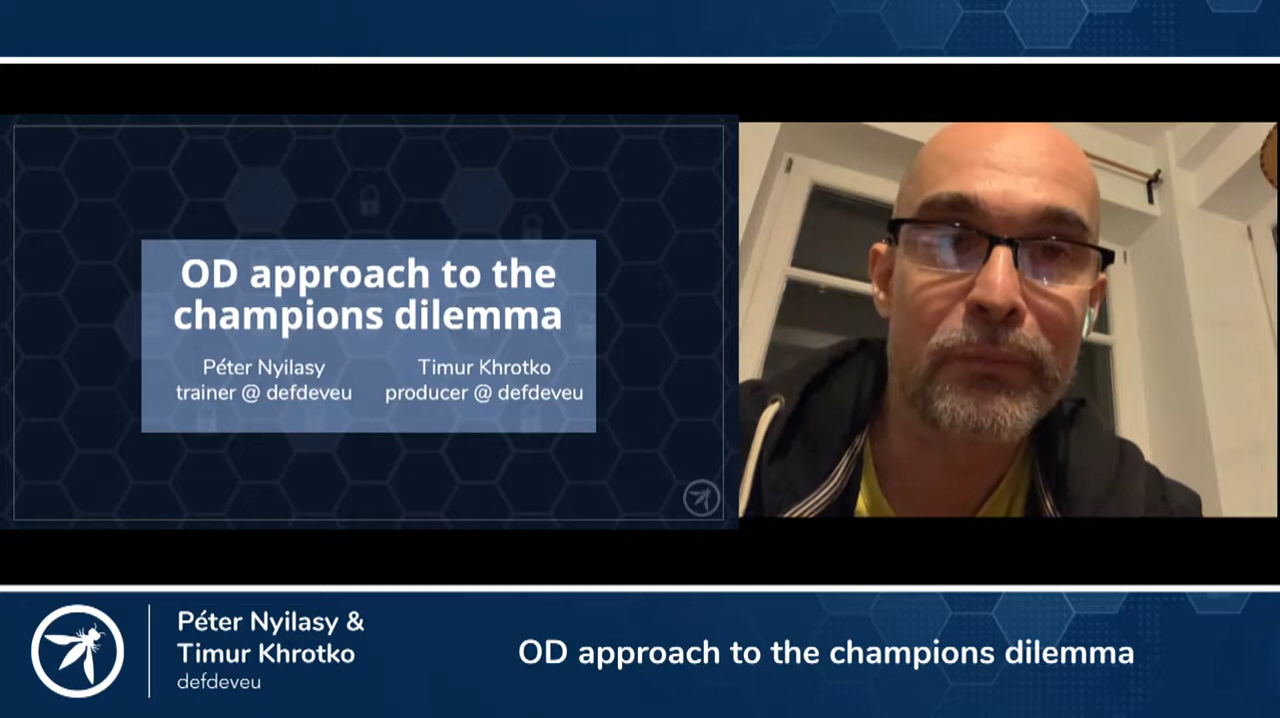 OD approach to the
champions dilemma
Péter Nyilasy
trainer @ defdeveu
Timur Khrotko
producer @ defdeveu
Péter Nyilasy &
Timur Khrotko
defdeveu
OD approach to the champions dilemma